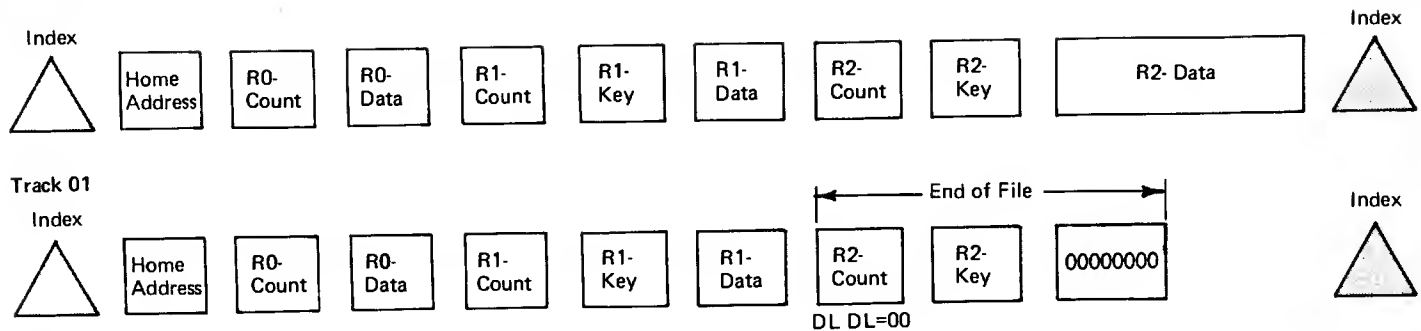 Index
Home
Address
R0-
Count
R0-
Data
R1-
Count
R1-
Key
R1-
Data
R2-
Count
R2-
Key
R2- Data
Index
Track 01
Index
Home
Address
R0-
Count
R0-
Data
R1-
Count
R1-
Key
R1-
Data
End of File
R2-
Count
R2-
Key
00000000
DL DL=00
Index